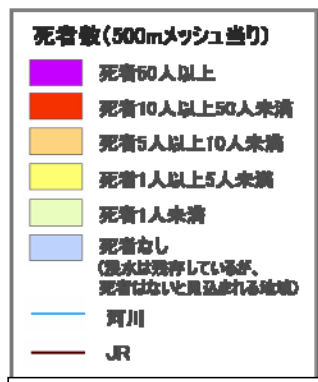 死者数(500mメッシュ当り)
死者50人以上
死者10人以上50人未満
死者5人以上10人未満
死者1人以上5人未満
死者1人未満
死者なし
(浸水は残存しているが、
死者はないと見込まれる地域)
河川
JR